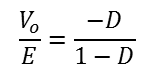 V_o/E = -D/(1 - D)